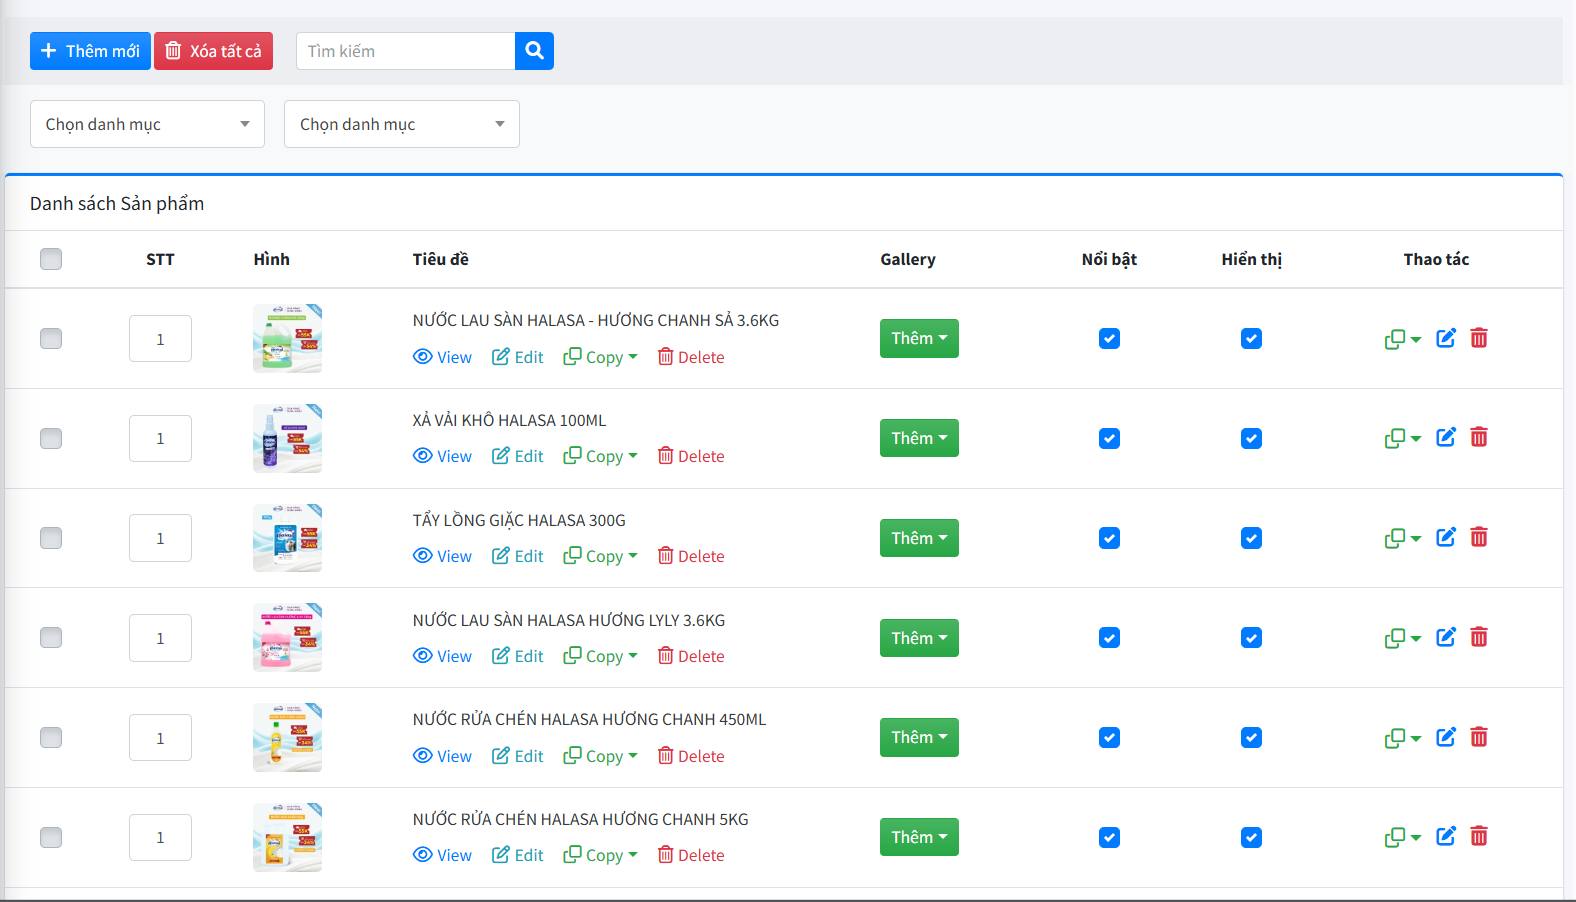 Thêm mới Xóa tất cả Tìm kiếm
Chọn danh mục Chọn danh mục
Danh sách Sản phẩm
STT Hình Tiêu đề Gallery Nổi bật Hiển thị Thao tác
NƯỚC LAU SÀN HALASA - HƯƠNG CHANH SẢ 3.6KG
1 Thêm
View Edit Copy Delete
XẢ VẢI KHÔ HALASA 100ML
1 Thêm
View Edit Copy Delete
TẨY LỒNG GIẶC HALASA 300G
1 Thêm
View Edit Copy Delete
NƯỚC LAU SÀN HALASA HƯƠNG LYLY 3.6KG
1 Thêm
View Edit Copy Delete
NƯỚC RỬA CHÉN HALASA HƯƠNG CHANH 450ML
1 Thêm
View Edit Copy Delete
NƯỚC RỬA CHÉN HALASA HƯƠNG CHANH 5KG
1 Thêm
View Edit Copy Delete